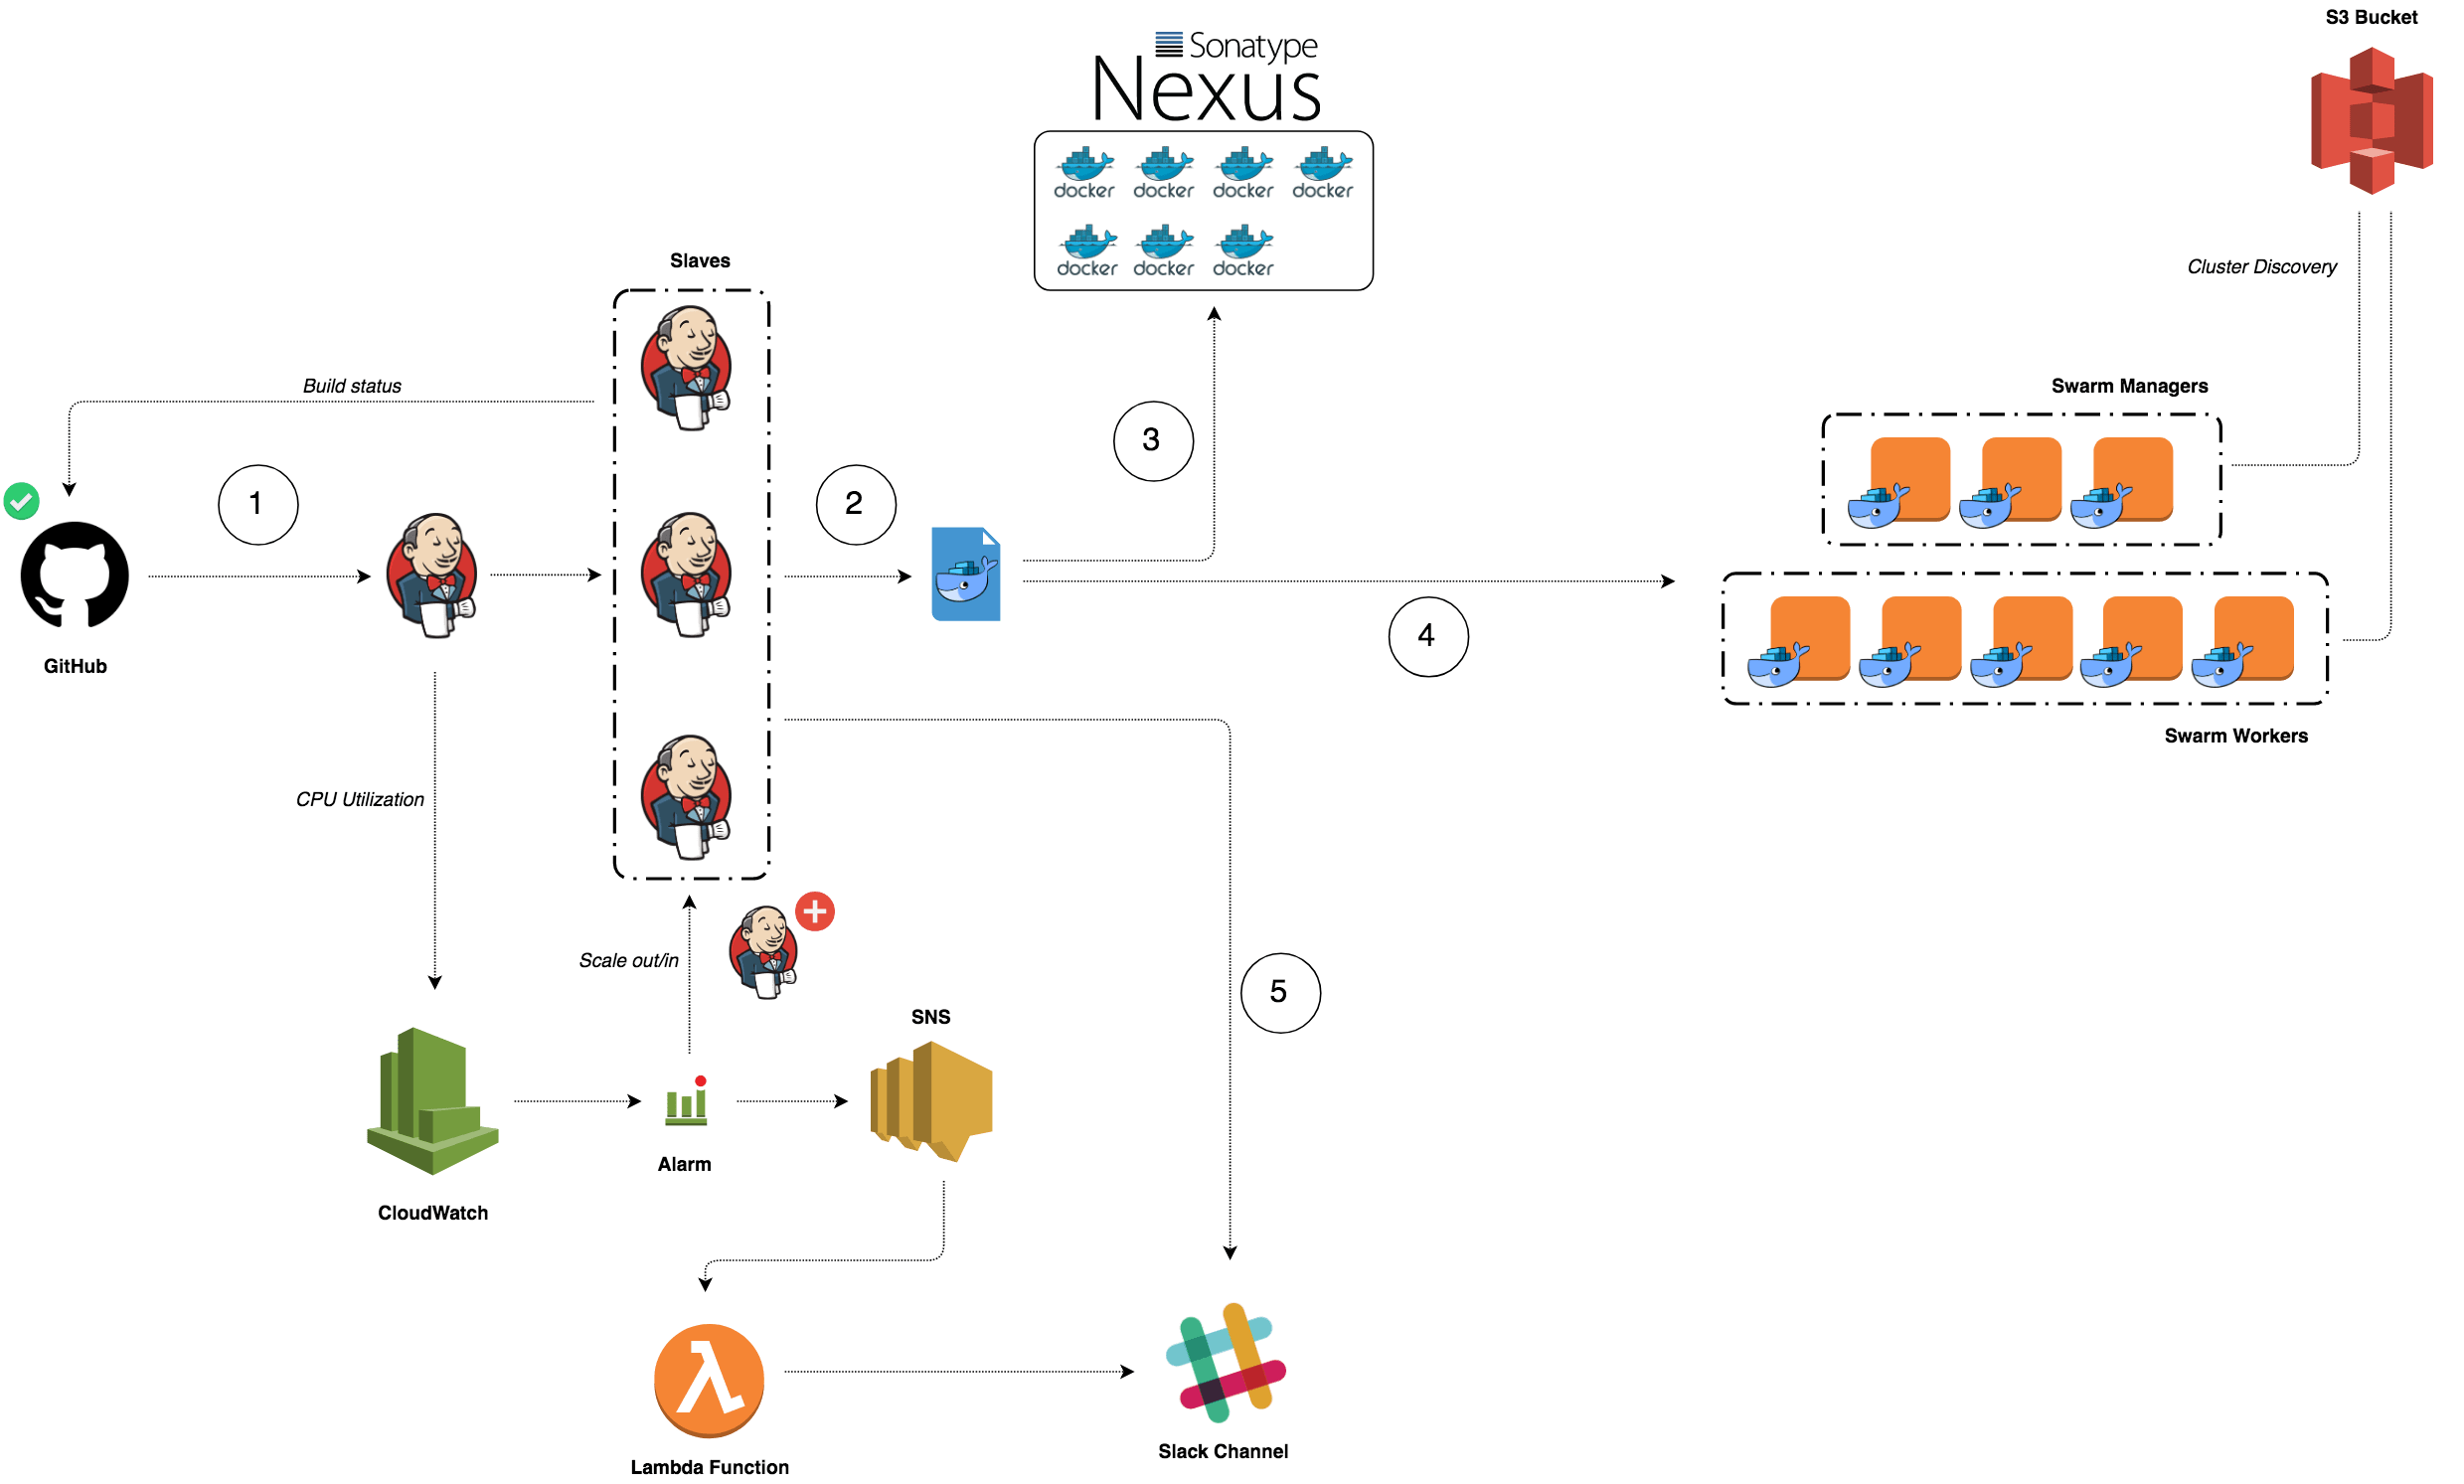 S3 Bucket
Sonatype
Nexus
docker docker docker docker
docker docker docker
Slaves
Cluster Discovery
Build status
Swarm Managers
3
1
2
4
GitHub
Swarm Workers
CPU Utilization
Scale out/in
5
SNS
Alarm
CloudWatch
Slack Channel
Lambda Function